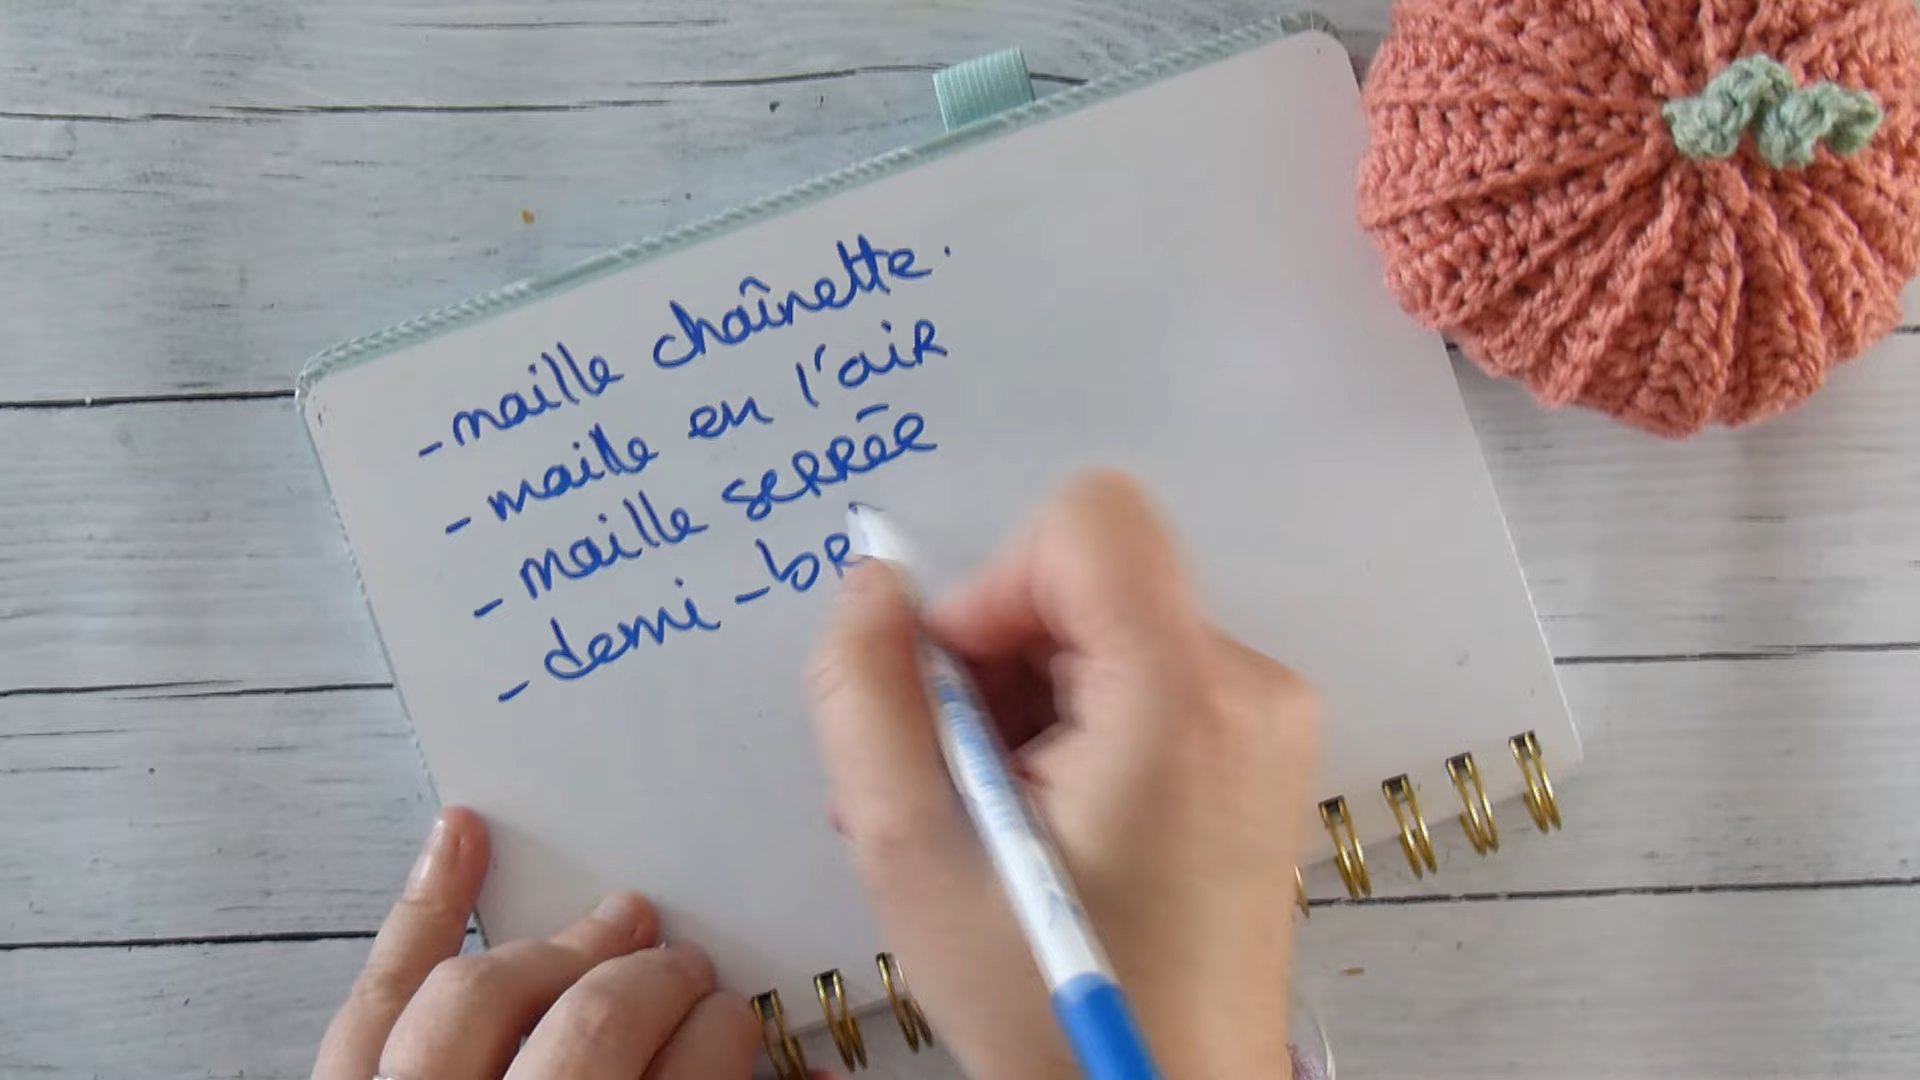 - maille chaînette.
- maille en l'air
- maille serrée
- demi - br